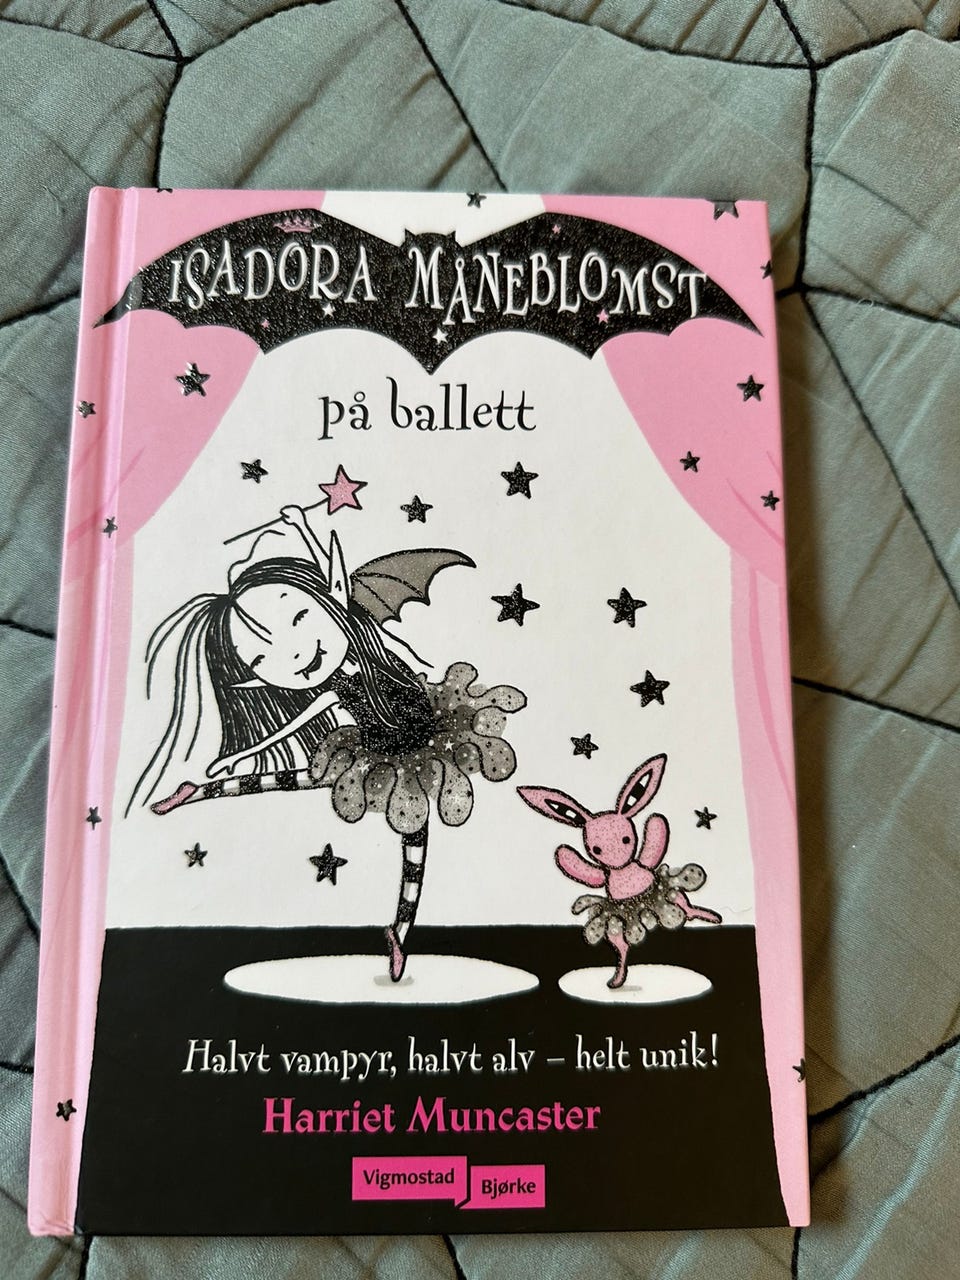 ISADORA MÅNEBLOMST
på ballett
Halvt vampyr, halvt alv – helt unik!
Harriet Muncaster
Vigmostad
Bjørke